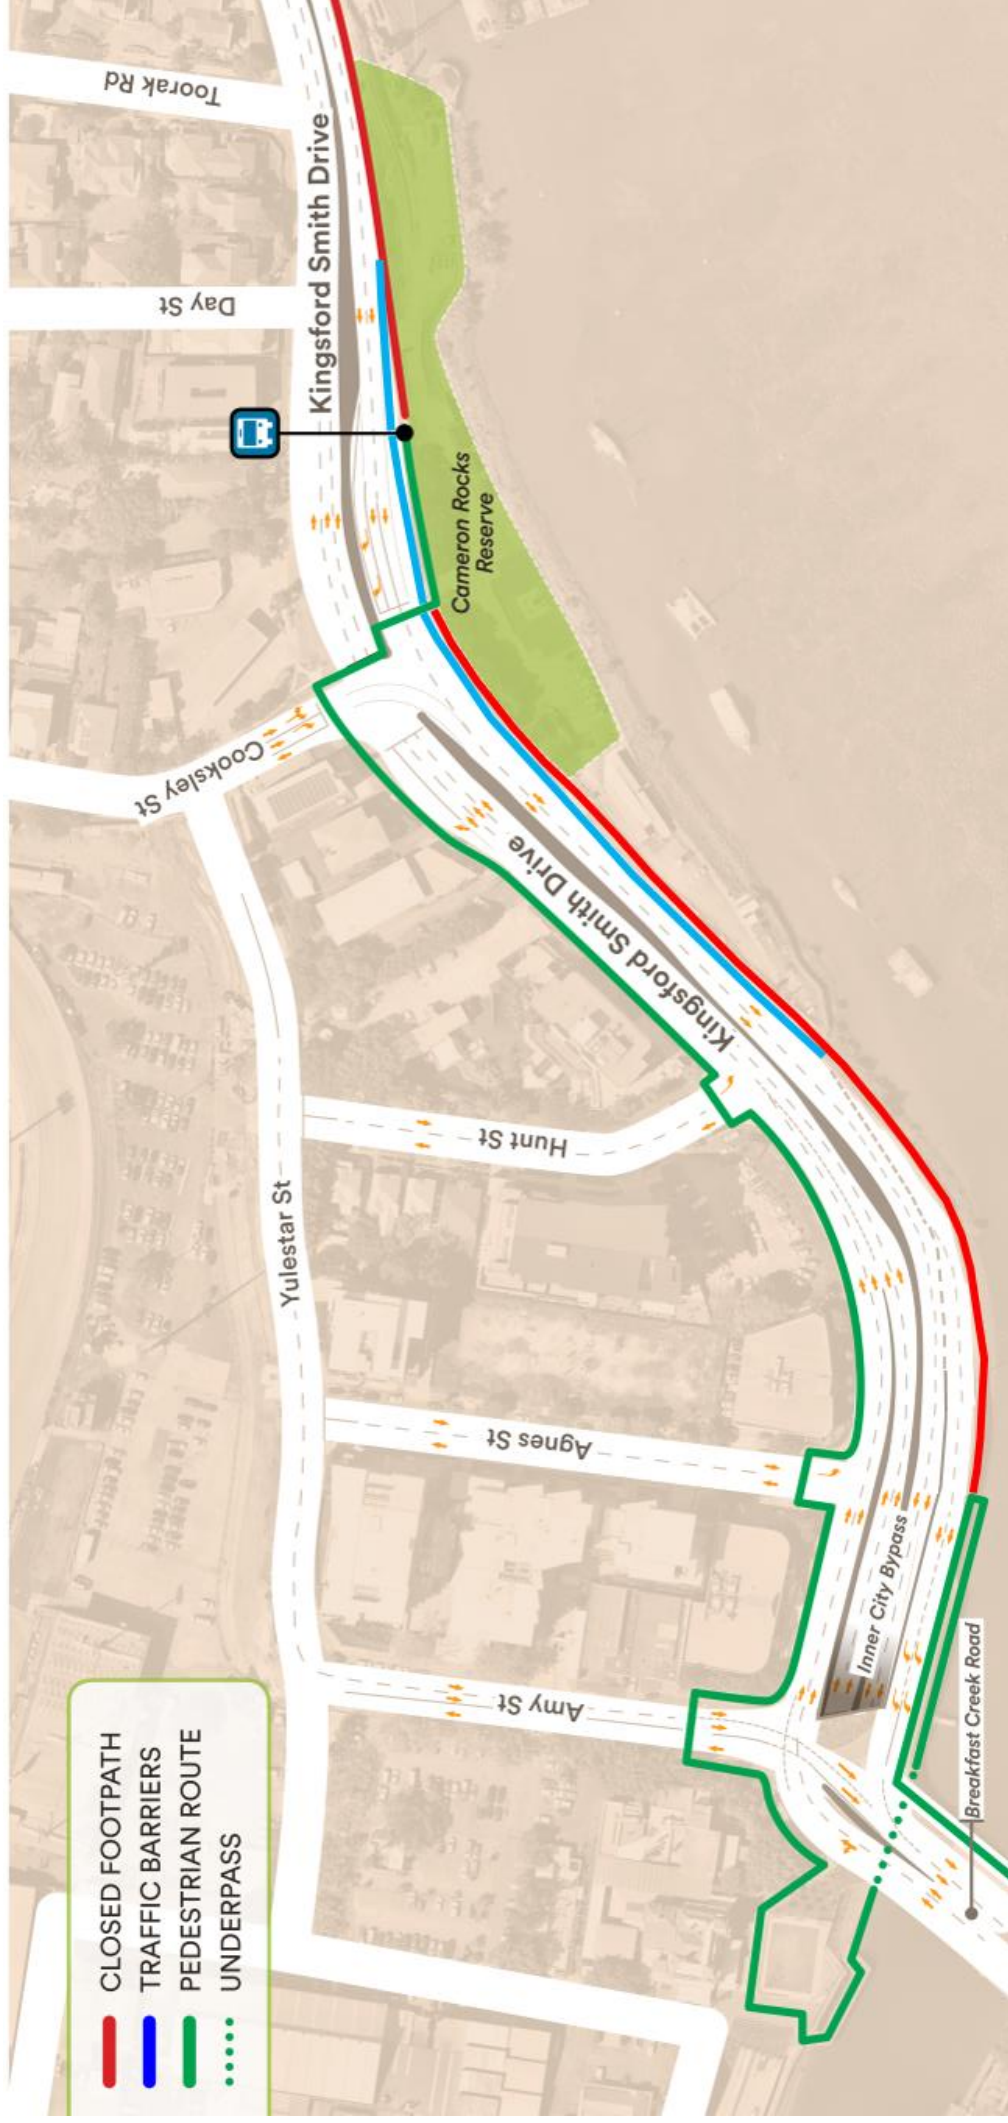 Toorak Rd
Kingsford Smith Drive
Day St
Cameron Rocks
Reserve
Cooksley St
Kingsford Smith Drive
Hunt St
Yulestar St
Agnes St
Inner City Bypass
Amy St
Breakfast Creek Road
CLOSED FOOTPATH
TRAFFIC BARRIERS
PEDESTRIAN ROUTE
UNDERPASS